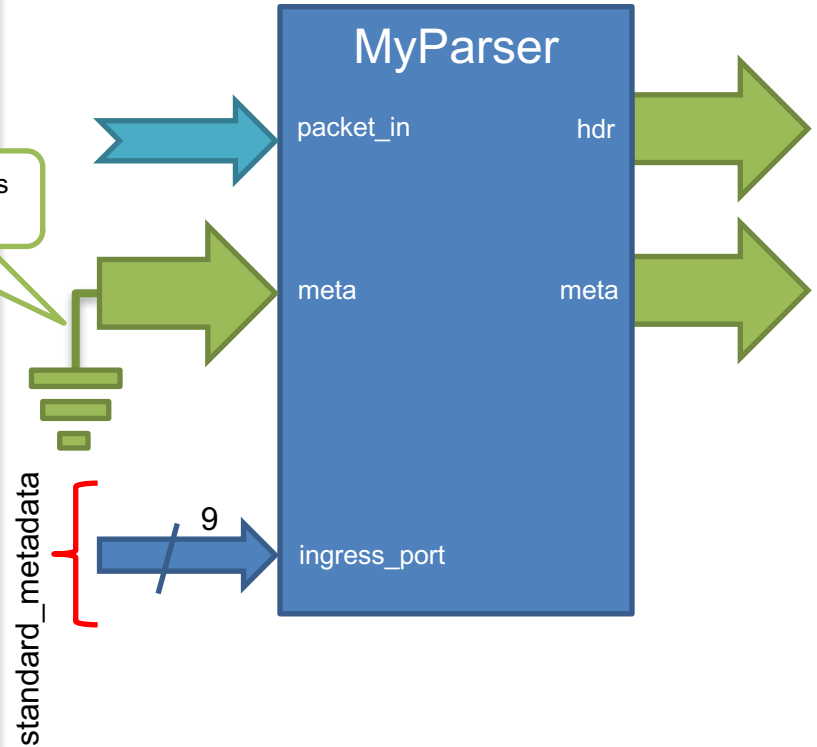 MyParser
packet_in
hdr
s
meta
meta
9
ingress_port
standard_metadata